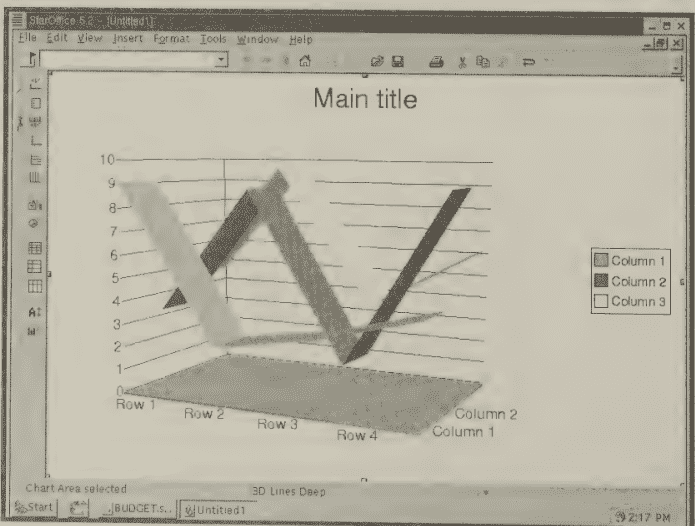 StarOffice 5.2 - [Untitled1]
File Edit View Insert Format Tools Window Help
Main title
10
9
8
7
6
5
4
3
2
1
0
Row 1
Row 2
Row 3
Row 4
Column 2
Column 1
Column 1
Column 2
Column 3
Chart Area selected
3D Lines Deep
Start
BUDGET.s...
Untitled1
2:17 PM